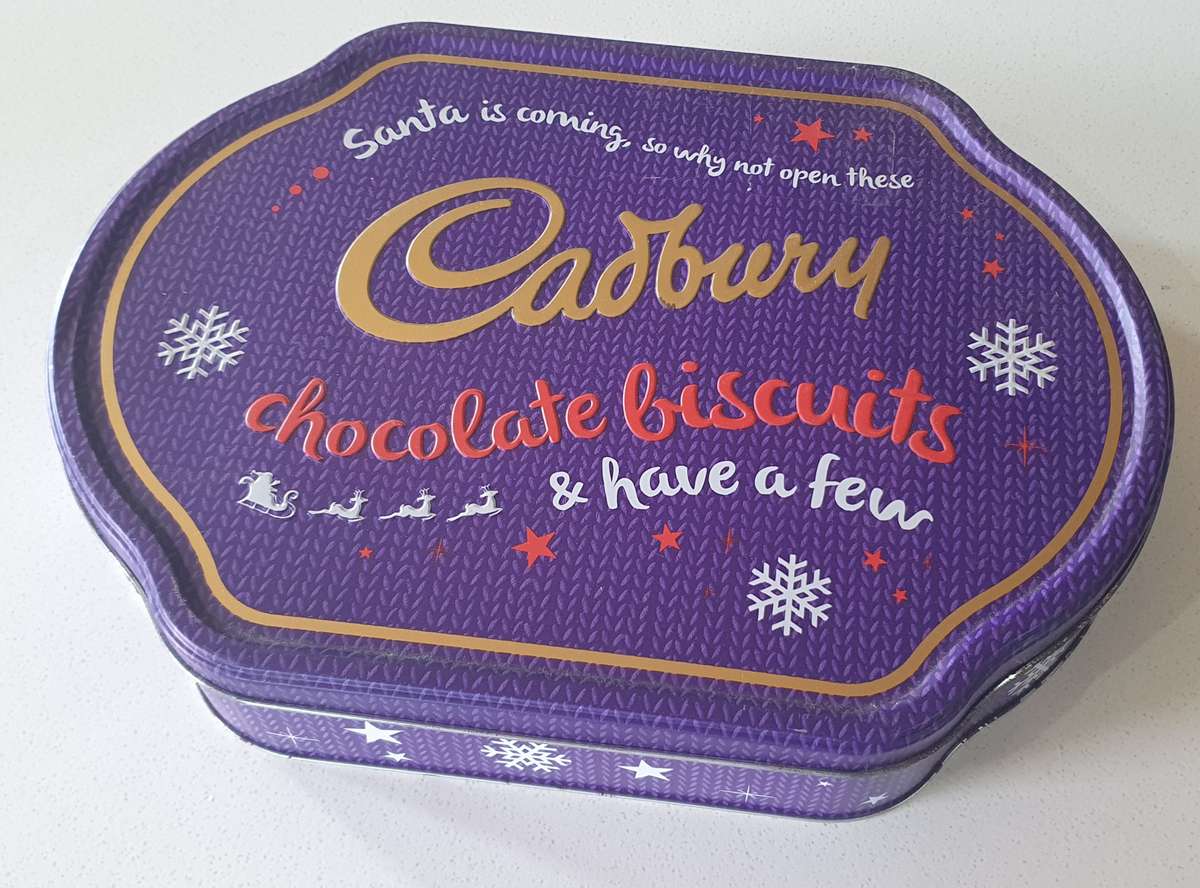 Santa is coming, so why not open these
Cadbury
chocolate biscuits
& have a few